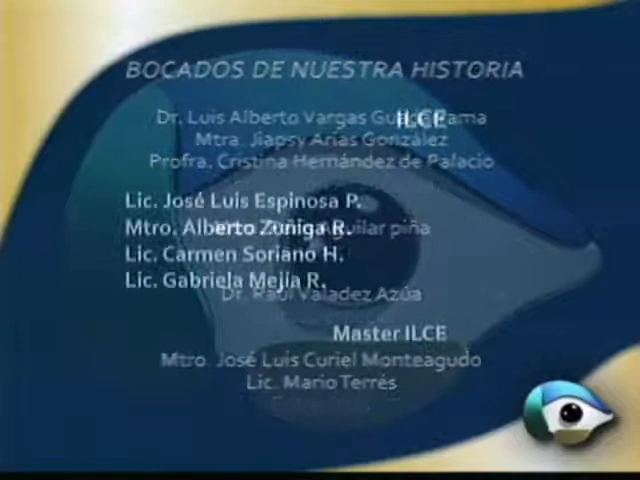 BOCADOS DE NUESTRA HISTORIA
ILCE
Dr. Luis Alberto Vargas
Mtra. Jiapsy Arias González
Profra. Cristina Hernández de Palacio
Lic. José Luis Espinosa P.
Mtro. Alberto Zuñiga R.
Aguilar piña
Lic. Carmen Soriano H.
Lic. Gabriela Mejía R.
Dr. Raúl Valadez Azúa
Master ILCE
Mtro. José Luis Curiel Monteagudo
Lic. Mario Terrés